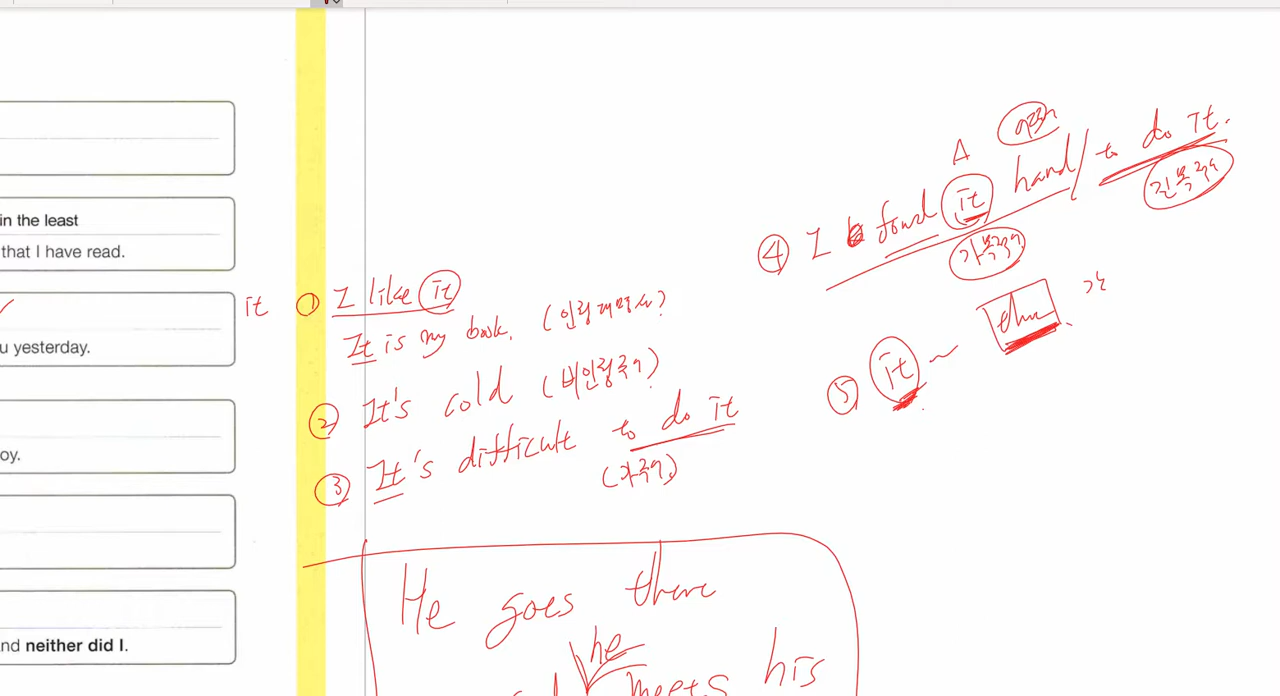 in the least
that I have read.
u yesterday.
oy.
nd neither did I.
it ① I like it
It is my book. (인칭대명사)
② It's cold (비인칭주어)
③ It's difficult to do it
(가주어)
A
④ I found it hard / to do it.
가목적어
진목적어
⑤ it ~
He goes there
he
meets his